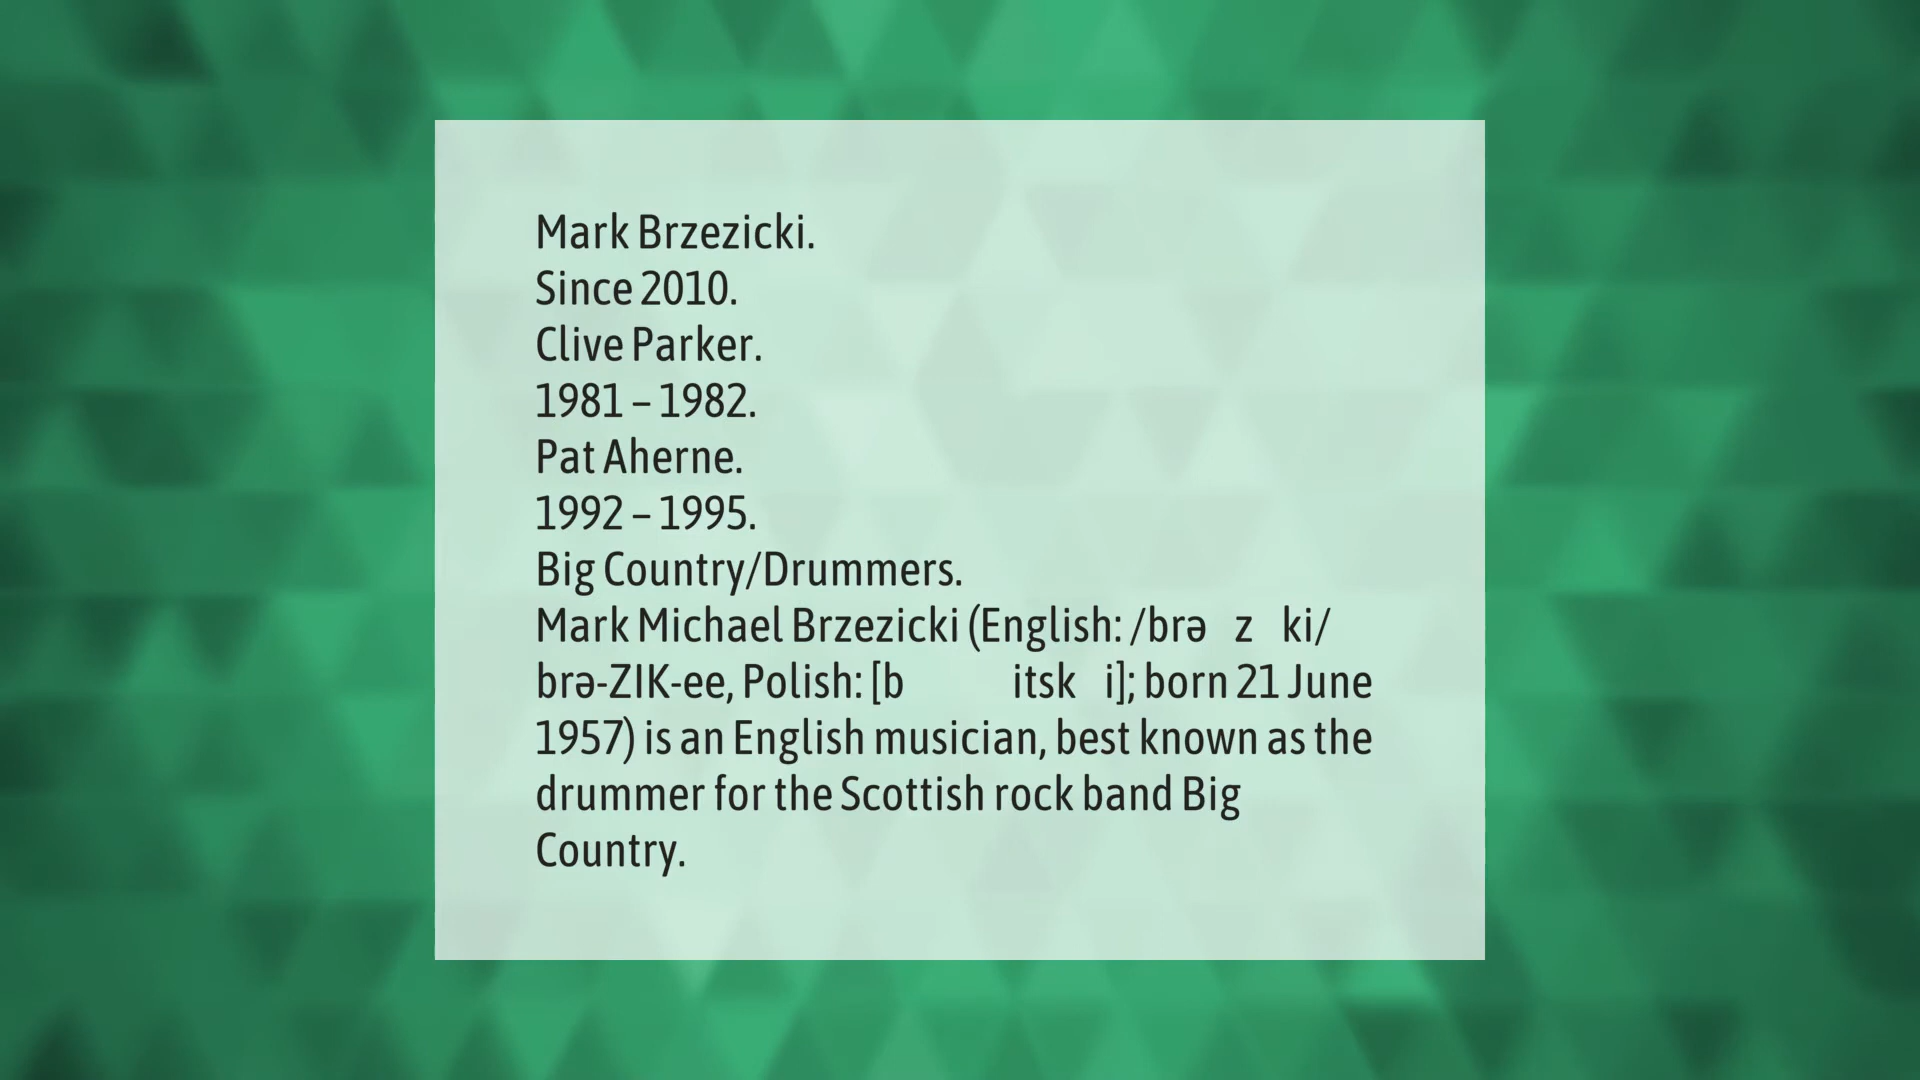 Mark Brzezicki.
Since 2010.
Clive Parker.
1981 – 1982.
Pat Aherne.
1992 – 1995.
Big Country/Drummers.
Mark Michael Brzezicki (English: /brə z ki/
brə-ZIK-ee, Polish: [b itsk i]; born 21 June
1957) is an English musician, best known as the
drummer for the Scottish rock band Big
Country.